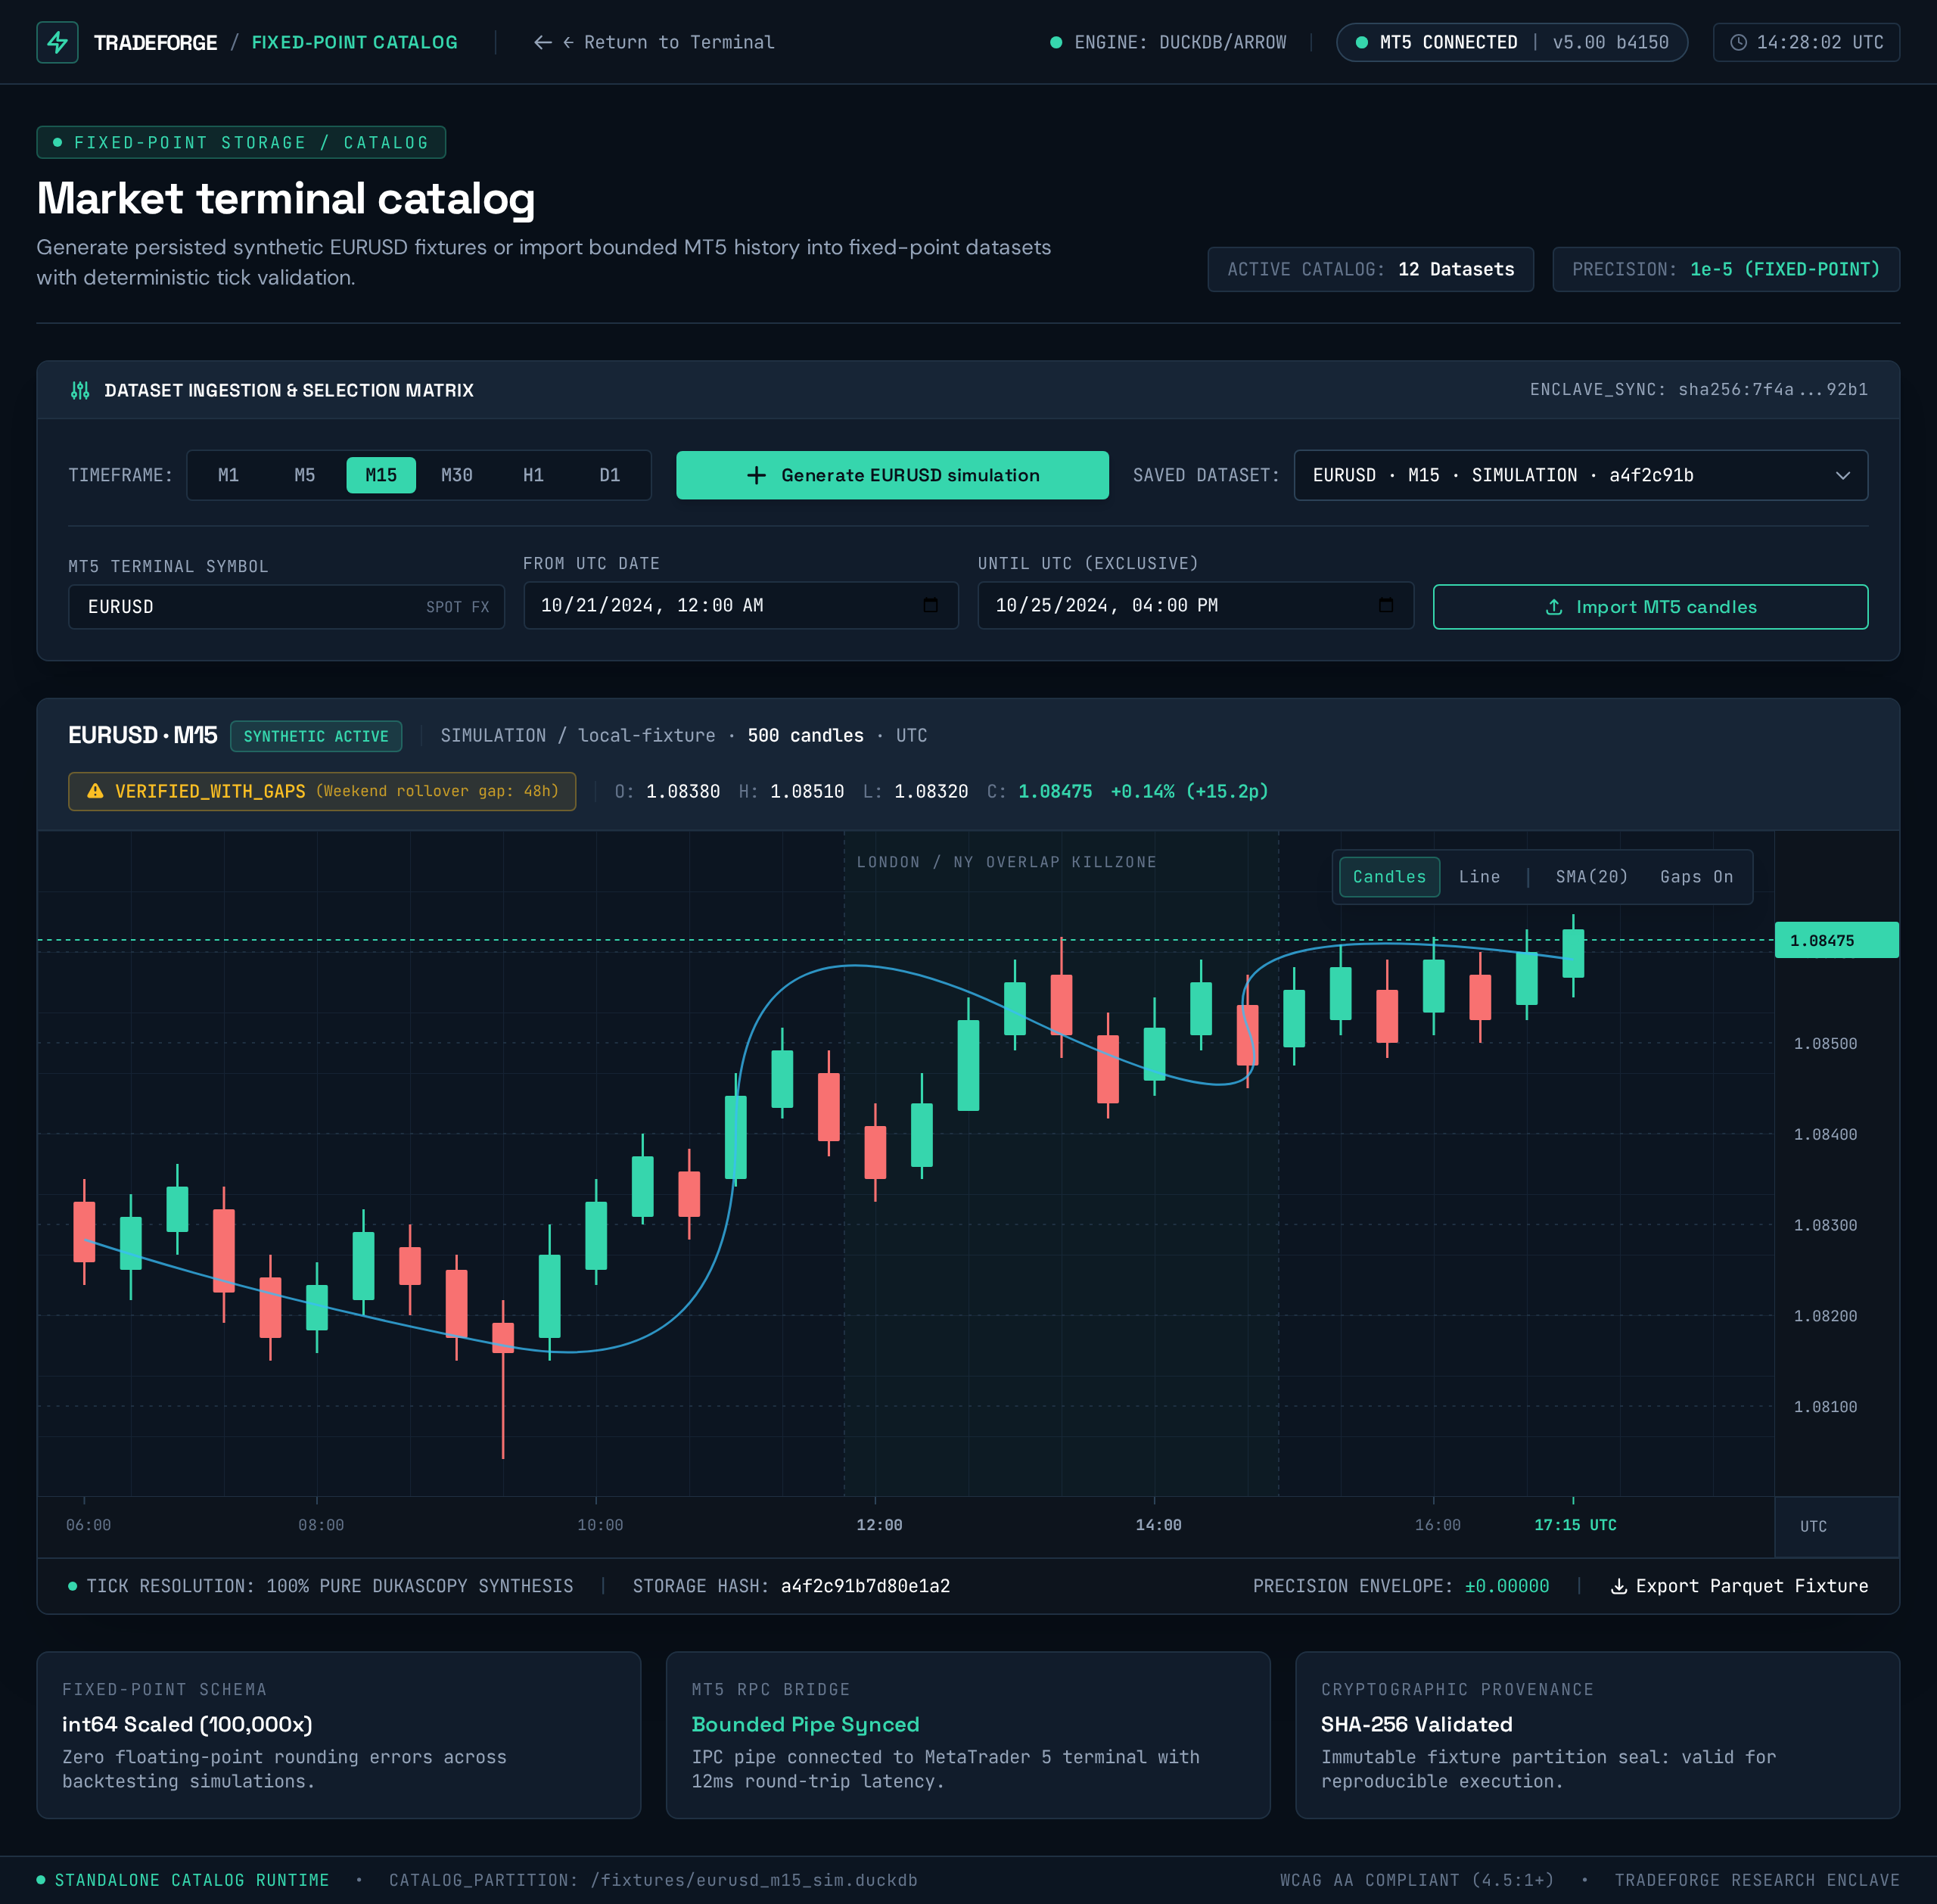 TRADEFORGE / FIXED-POINT CATALOG
← Return to Terminal
ENGINE: DUCKDB/ARROW
MT5 CONNECTED | v5.00 b4150
14:28:02 UTC
FIXED-POINT STORAGE / CATALOG
Market terminal catalog
Generate persisted synthetic EURUSD fixtures or import bounded MT5 history into fixed-point datasets
with deterministic tick validation.
ACTIVE CATALOG: 12 Datasets
PRECISION: 1e-5 (FIXED-POINT)
DATASET INGESTION & SELECTION MATRIX
ENCLAVE_SYNC: sha256:7f4a...92b1
TIMEFRAME: M1 M5 M15 M30 H1 D1
Generate EURUSD simulation
SAVED DATASET: EURUSD · M15 · SIMULATION · a4f2c91b
MT5 TERMINAL SYMBOL
EURUSD SPOT FX
FROM UTC DATE
10/21/2024, 12:00 AM
UNTIL UTC (EXCLUSIVE)
10/25/2024, 04:00 PM
Import MT5 candles
EURUSD · M15 SYNTHETIC ACTIVE SIMULATION / local-fixture · 500 candles · UTC
VERIFIED_WITH_GAPS (Weekend rollover gap: 48h) O: 1.08380 H: 1.08510 L: 1.08320 C: 1.08475 +0.14% (+15.2p)
LONDON / NY OVERLAP KILLZONE
Candles Line | SMA(20) Gaps On
1.08475
1.08500
1.08400
1.08300
1.08200
1.08100
06:00 08:00 10:00 12:00 14:00 16:00 17:15 UTC
UTC
TICK RESOLUTION: 100% PURE DUKASCOPY SYNTHESIS | STORAGE HASH: a4f2c91b7d80e1a2
PRECISION ENVELOPE: ±0.00000 | Export Parquet Fixture
FIXED-POINT SCHEMA
int64 Scaled (100,000x)
Zero floating-point rounding errors across
backtesting simulations.
MT5 RPC BRIDGE
Bounded Pipe Synced
IPC pipe connected to MetaTrader 5 terminal with
12ms round-trip latency.
CRYPTOGRAPHIC PROVENANCE
SHA-256 Validated
Immutable fixture partition seal: valid for
reproducible execution.
STANDALONE CATALOG RUNTIME • CATALOG_PARTITION: /fixtures/eurusd_m15_sim.duckdb
WCAG AA COMPLIANT (4.5:1+) • TRADEFORGE RESEARCH ENCLAVE